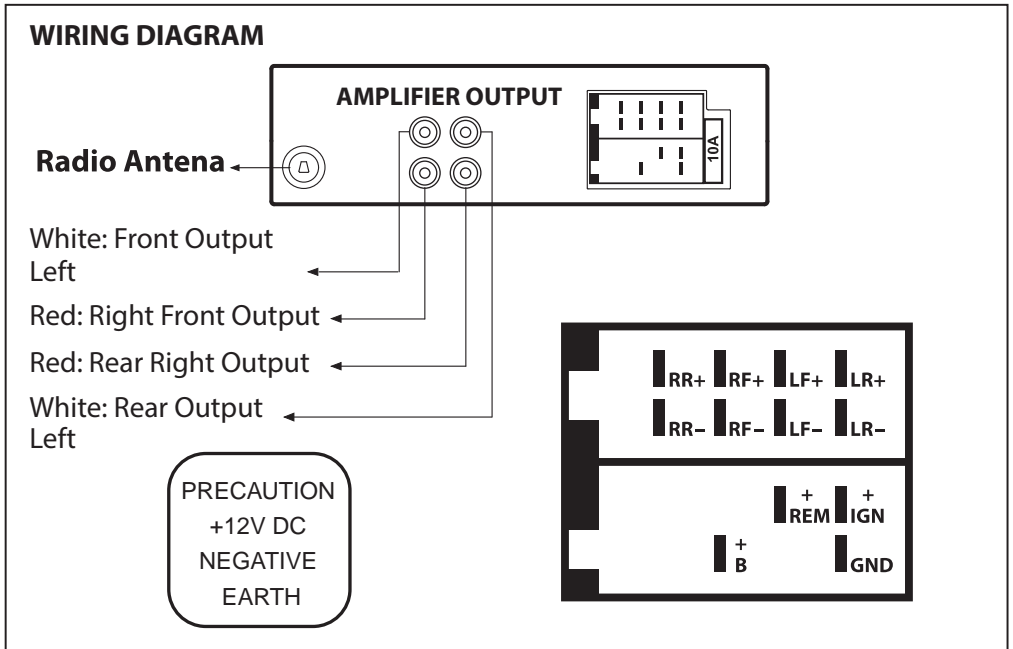 WIRING DIAGRAM
AMPLIFIER OUTPUT
10A
Radio Antena
White: Front Output
Left
Red: Right Front Output
Red: Rear Right Output
White: Rear Output
Left
PRECAUTION
+12V DC
NEGATIVE
EARTH
RR+ RF+ LF+ LR+
RR– RF– LF– LR–
+ +
REM IGN
+
B GND